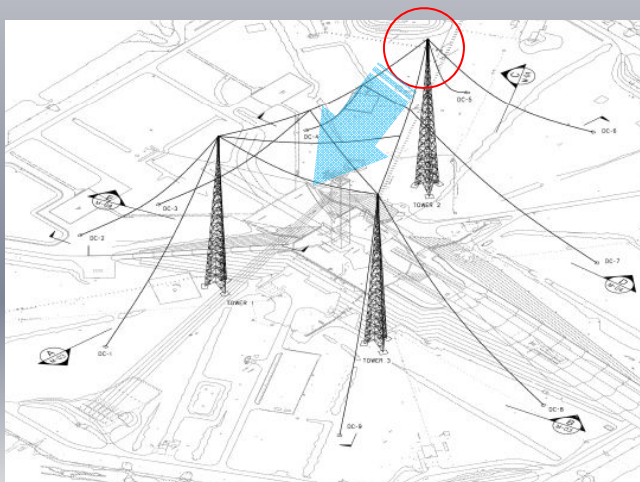 C
DC-5
DC-6
DC-4
TOWER 2
DC-3
DC-2
DC-7
D
TOWER 1
A
DC-1
TOWER 3
DC-8
B
DC-9